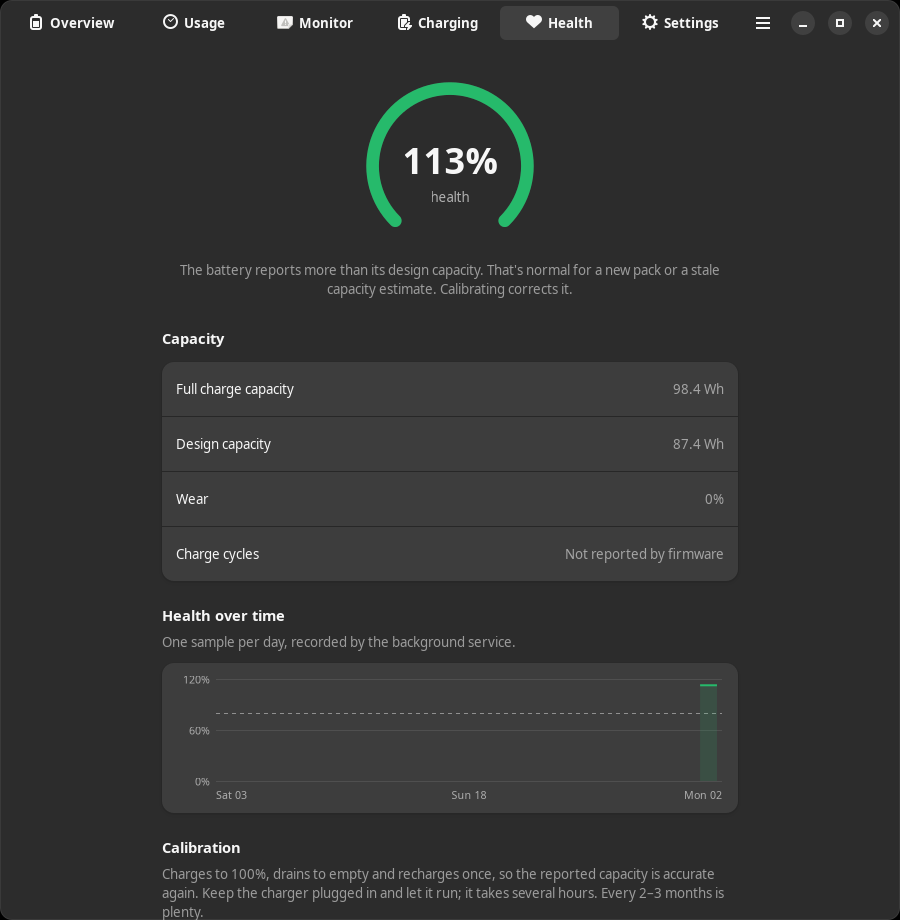 Overview Usage Monitor Charging Health Settings
113%
health
The battery reports more than its design capacity. That's normal for a new pack or a stale
capacity estimate. Calibrating corrects it.
Capacity
Full charge capacity 98.4 Wh
Design capacity 87.4 Wh
Wear 0%
Charge cycles Not reported by firmware
Health over time
One sample per day, recorded by the background service.
120%
60%
0%
Sat 03 Sun 18 Mon 02
Calibration
Charges to 100%, drains to empty and recharges once, so the reported capacity is accurate
again. Keep the charger plugged in and let it run; it takes several hours. Every 2–3 months is
plenty.